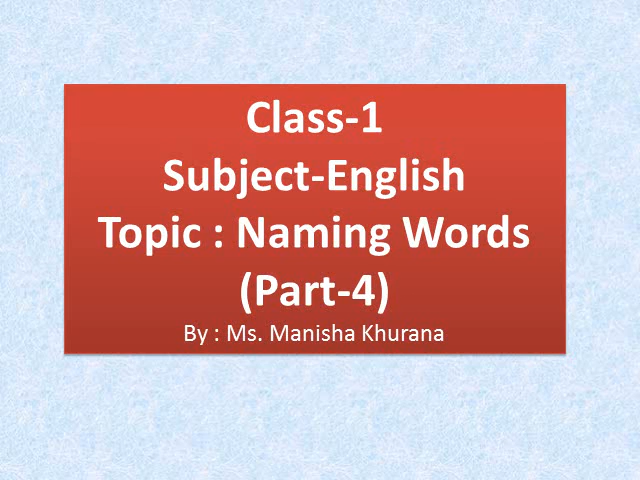 Class-1
Subject-English
Topic : Naming Words
(Part-4)
By : Ms. Manisha Khurana